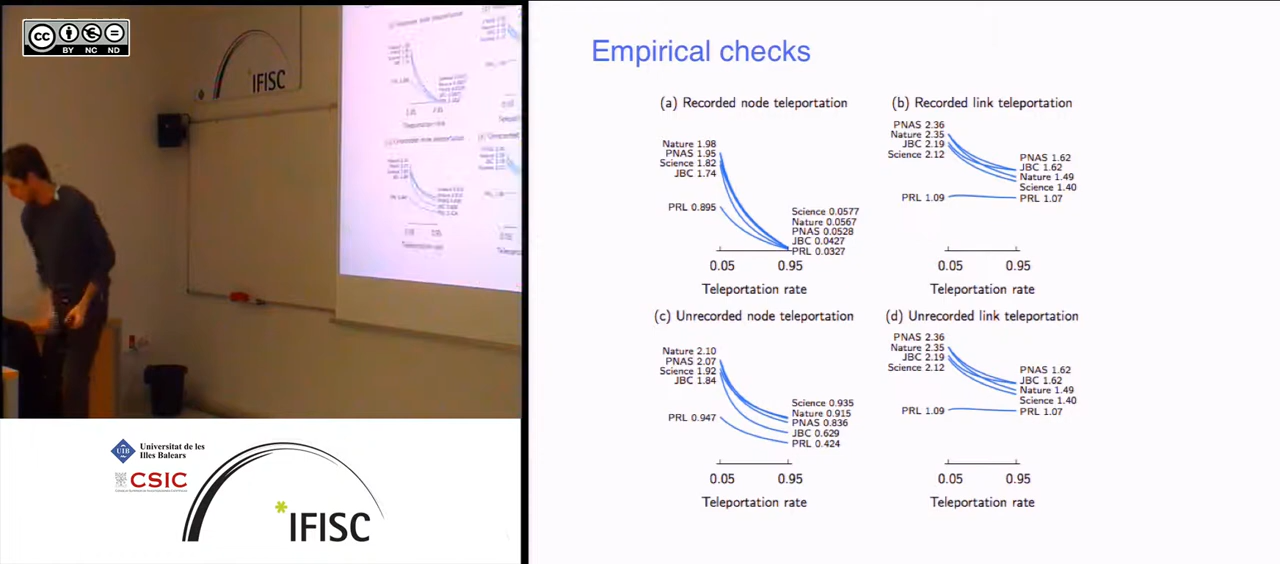 cc
BY NC ND
*IFISC
Universitat de les
Illes Balears
UIB
CSIC
*IFISC
Empirical checks
(a) Recorded node teleportation
Nature 1.98
PNAS 1.95
Science 1.82
JBC 1.74
PRL 0.895
Science 0.0577
Nature 0.0567
PNAS 0.0528
JBC 0.0427
PRL 0.0327
0.05 0.95
Teleportation rate
(b) Recorded link teleportation
PNAS 2.36
Nature 2.35
JBC 2.19
Science 2.12
PRL 1.09
PNAS 1.62
JBC 1.62
Nature 1.49
Science 1.40
PRL 1.07
0.05 0.95
Teleportation rate
(c) Unrecorded node teleportation
Nature 2.10
PNAS 2.07
Science 1.92
JBC 1.84
PRL 0.947
Science 0.935
Nature 0.915
PNAS 0.836
JBC 0.629
PRL 0.424
0.05 0.95
Teleportation rate
(d) Unrecorded link teleportation
PNAS 2.36
Nature 2.35
JBC 2.19
Science 2.12
PRL 1.09
PNAS 1.62
JBC 1.62
Nature 1.49
Science 1.40
PRL 1.07
0.05 0.95
Teleportation rate